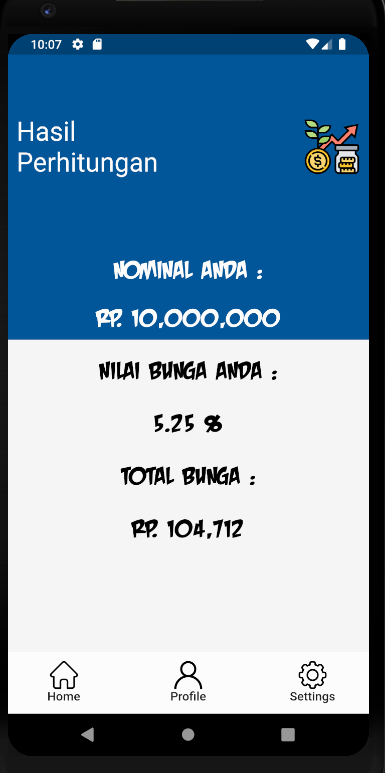 10:07
Hasil
Perhitungan
NOMINAL ANDA :
RP. 10,000,000
NILAI BUNGA ANDA :
5.25 %
TOTAL BUNGA :
RP. 104,712
Home
Profile
Settings